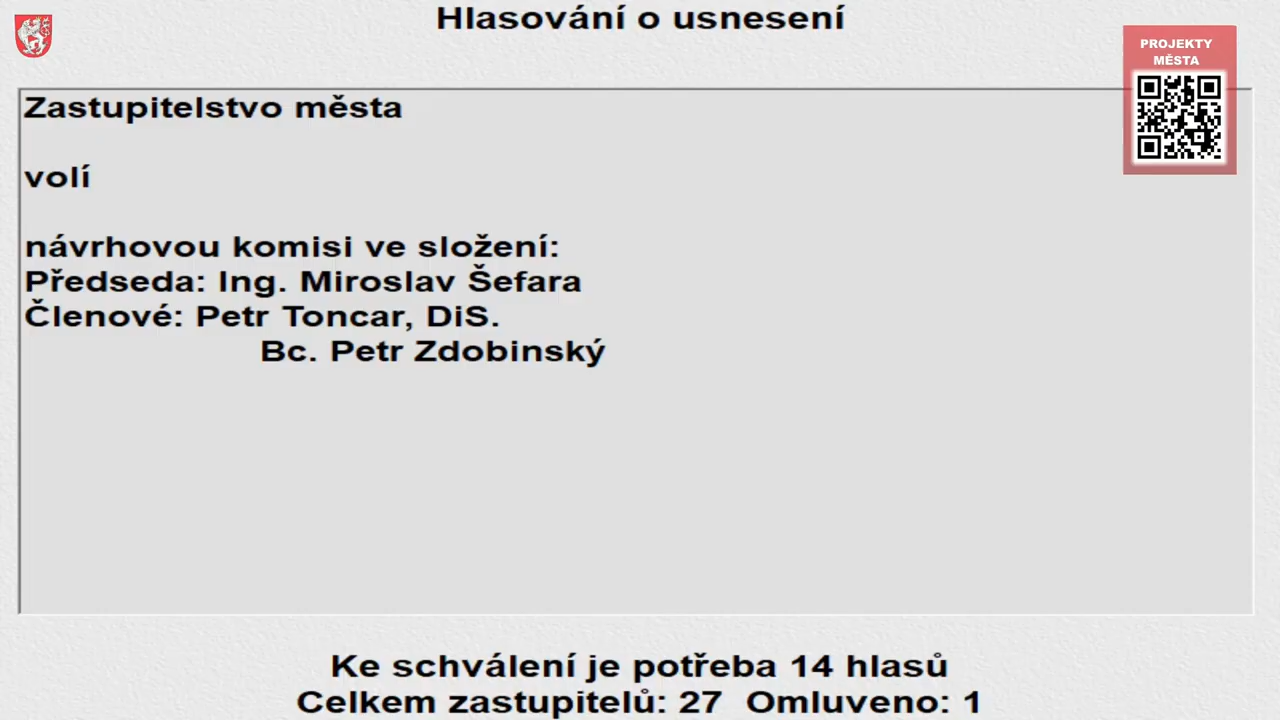 Hlasování o usnesení
PROJEKTY
MĚSTA
Zastupitelstvo města
volí
návrhovou komisi ve složení:
Předseda: Ing. Miroslav Šefara
Členové: Petr Toncar, DiS.
Bc. Petr Zdobinský
Ke schválení je potřeba 14 hlasů
Celkem zastupitelů: 27 Omluveno: 1